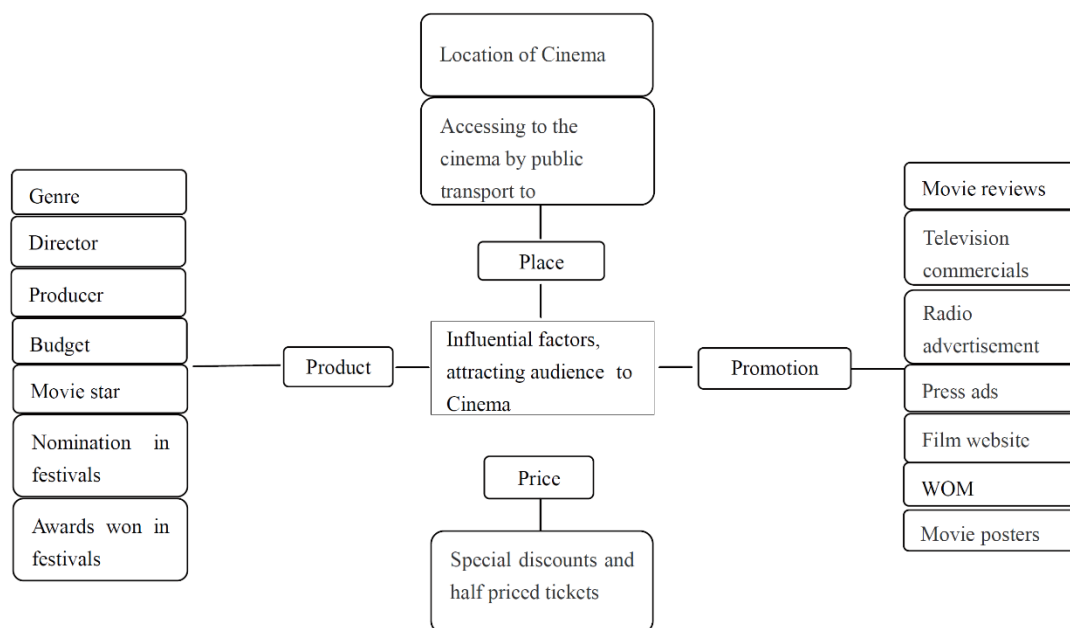 Location of Cinema
Accessing to the
cinema by public
transport to
Place
Genre
Director
Producer
Budget
Movie star
Nomination in
festivals
Awards won in
festivals
Product
Influential factors,
attracting audience to
Cinema
Promotion
Movie reviews
Television
commercials
Radio
advertisement
Press ads
Film website
WOM
Movie posters
Price
Special discounts and
half priced tickets